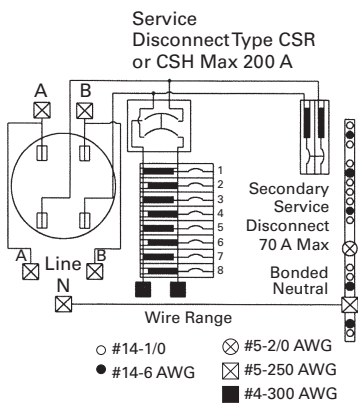 Service
Disconnect Type CSR
or CSH Max 200 A
A
B
1
2
3
4
5
6
7
8
Secondary
Service
Disconnect
70 A Max
A
Line
B
N
Bonded
Neutral
Wire Range
#14-1/0
#14-6 AWG
#5-2/0 AWG
#5-250 AWG
#4-300 AWG